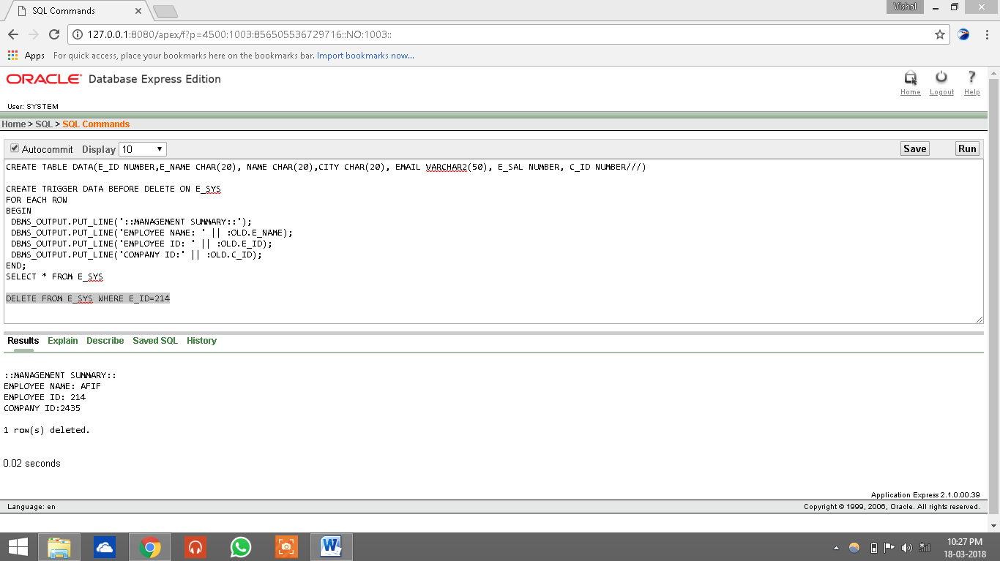 SQL Commands
Vishal
127.0.0.1:8080/apex/f?p=4500:1003:856505536729716::NO:1003::
Apps For quick access, place your bookmarks here on the bookmarks bar. Import bookmarks now...
ORACLE Database Express Edition
Home Logout Help
User: SYSTEM
Home > SQL > SQL Commands
Autocommit Display 10 Save Run
CREATE TABLE DATA(E_ID NUMBER,E_NAME CHAR(20), NAME CHAR(20),CITY CHAR(20), EMAIL VARCHAR2(50), E_SAL NUMBER, C_ID NUMBER///)
CREATE TRIGGER DATA BEFORE DELETE ON E_SYS
FOR EACH ROW
BEGIN
DBMS_OUTPUT.PUT_LINE('::MANAGEMENT SUMMARY::');
DBMS_OUTPUT.PUT_LINE('EMPLOYEE NAME: ' || :OLD.E_NAME);
DBMS_OUTPUT.PUT_LINE('EMPLOYEE ID: ' || :OLD.E_ID);
DBMS_OUTPUT.PUT_LINE('COMPANY ID:' || :OLD.C_ID);
END;
SELECT * FROM E_SYS
DELETE FROM E_SYS WHERE E_ID=214
Results Explain Describe Saved SQL History
::MANAGEMENT SUMMARY::
EMPLOYEE NAME: AFIF
EMPLOYEE ID: 214
COMPANY ID:2435
1 row(s) deleted.
0.02 seconds
Application Express 2.1.0.00.39
Language: en Copyright © 1999, 2006, Oracle. All rights reserved.
10:27 PM
18-03-2018